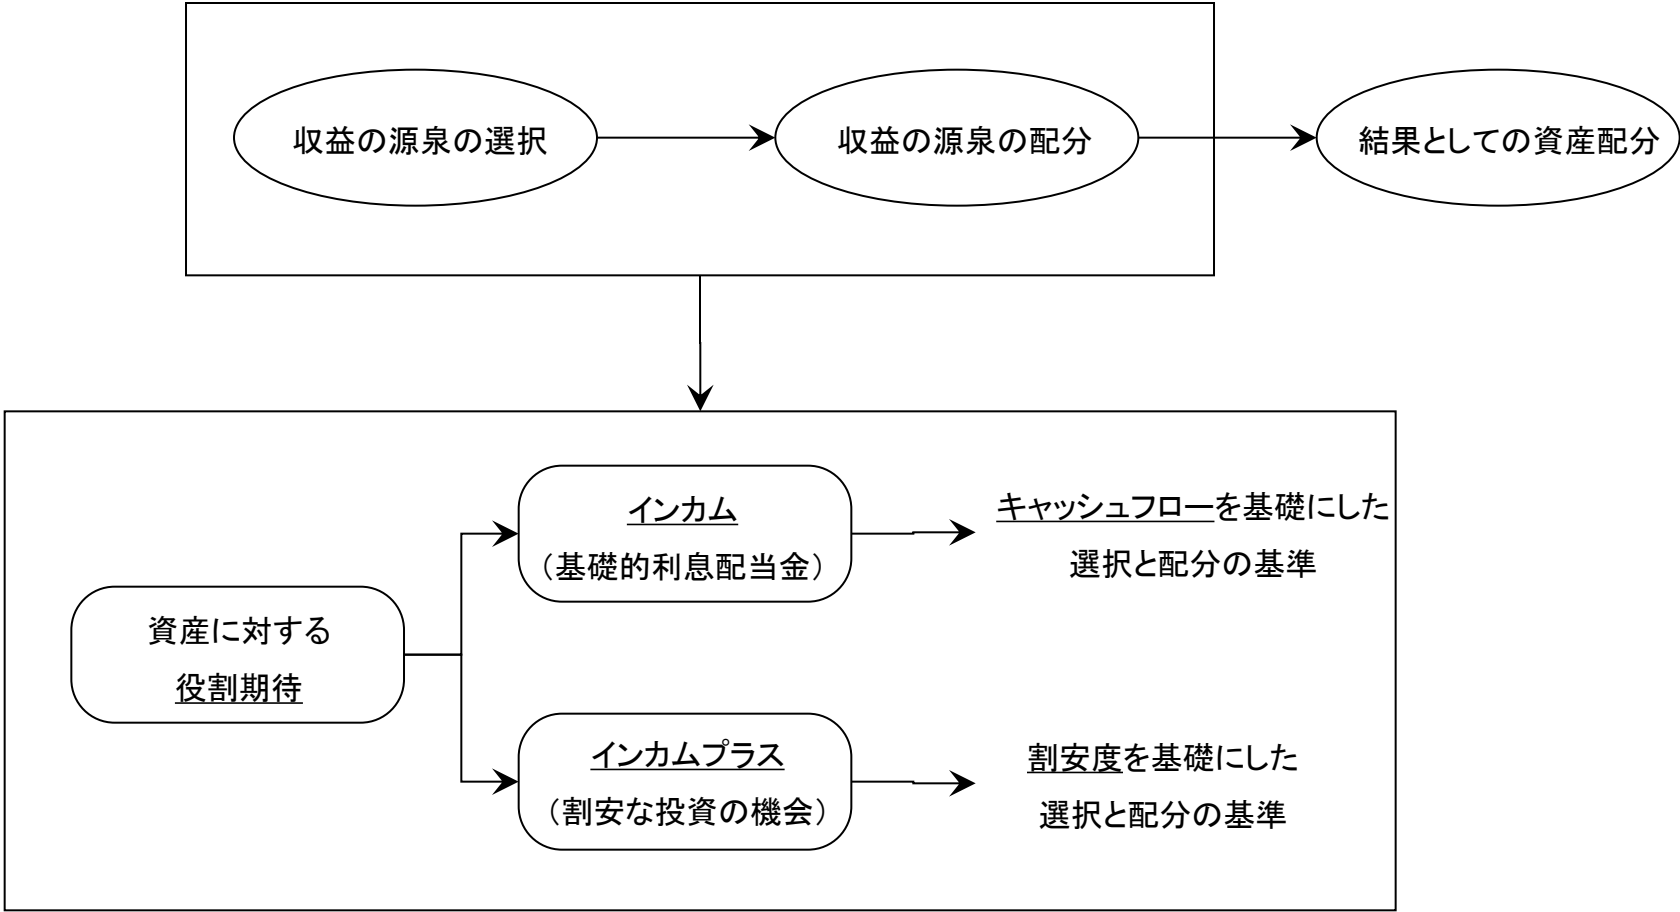 収益の源泉の選択
収益の源泉の配分
結果としての資産配分
資産に対する
役割期待
インカム
（基礎的利息配当金）
キャッシュフローを基礎にした
選択と配分の基準
インカムプラス
（割安な投資の機会）
割安度を基礎にした
選択と配分の基準